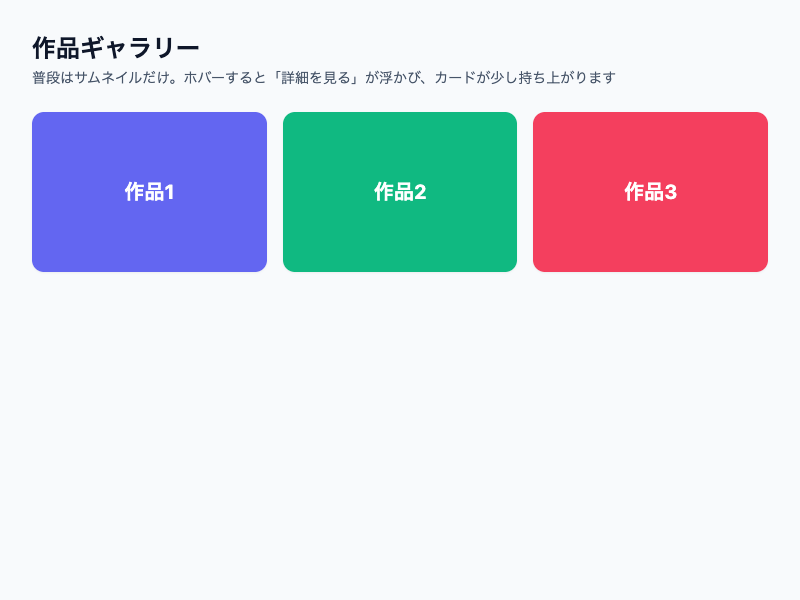 作品ギャラリー
普段はサムネイルだけ。ホバーすると「詳細を見る」が浮かび、カードが少し持ち上がります
作品1
作品2
作品3